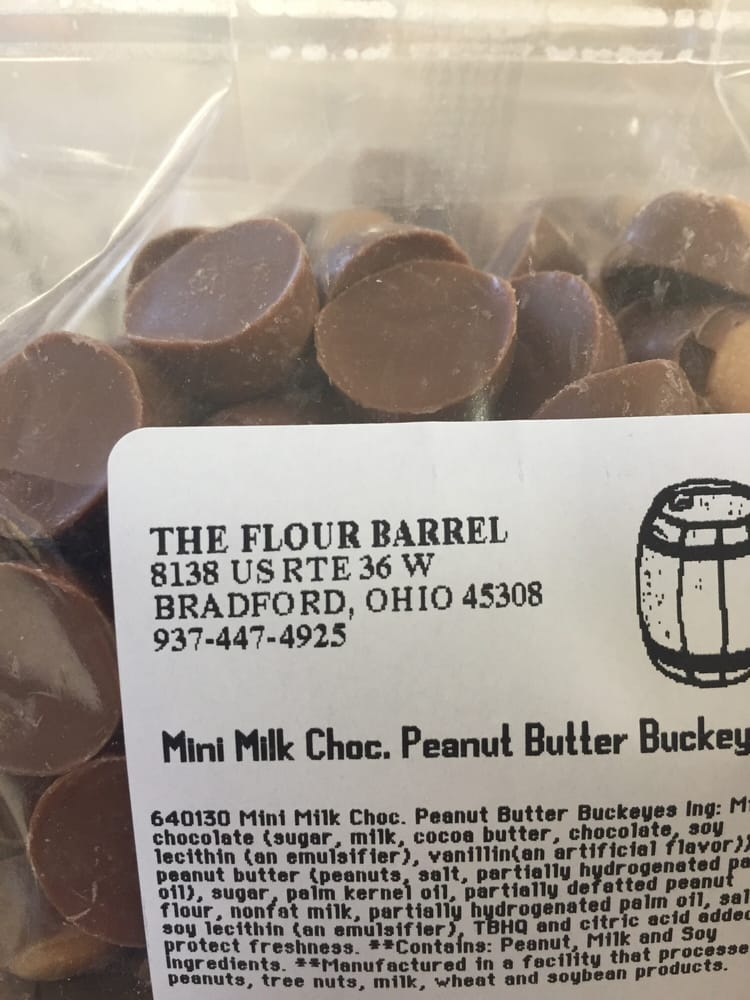 THE FLOUR BARREL
8138 US RTE 36 W
BRADFORD, OHIO 45308
937-447-4925
Mini Milk Choc. Peanut Butter Buckey
640130 Mini Milk Choc. Peanut Butter Buckeyes Ing: Mi
chocolate (sugar, milk, cocoa butter, chocolate, soy
lecithin (an emulsifier), vanillin(an artificial flavor))
peanut butter (peanuts, salt, partially hydrogenated pa
oil), sugar, palm kernel oil, partially defatted peanut
flour, nonfat milk, partially hydrogenated palm oil, sal
soy lecithin (an emulsifier), TBHQ and citric acid added
protect freshness. **Contains: Peanut, Milk and Soy
Ingredients. **Manufactured in a facility that processe
peanuts, tree nuts, milk, wheat and soybean products.